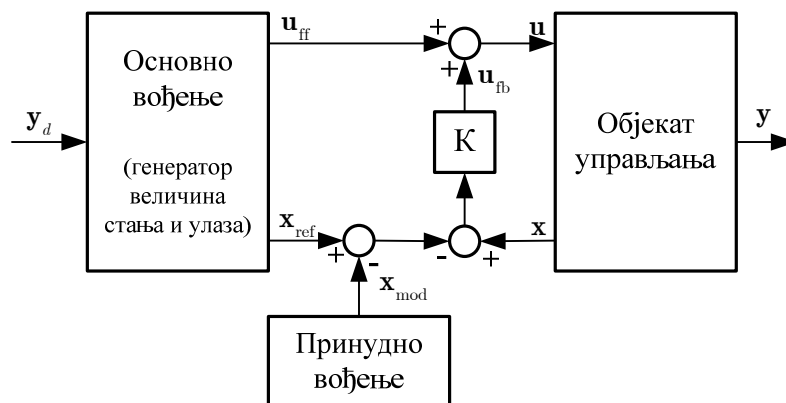 Основно
вођење
(генератор
величина
стања и улаза)
y_d
u_ff
+
+
u_fb
u
К
Објекат
управљања
y
x_ref
+
-
-
+
x
x_mod
Принудно
вођење